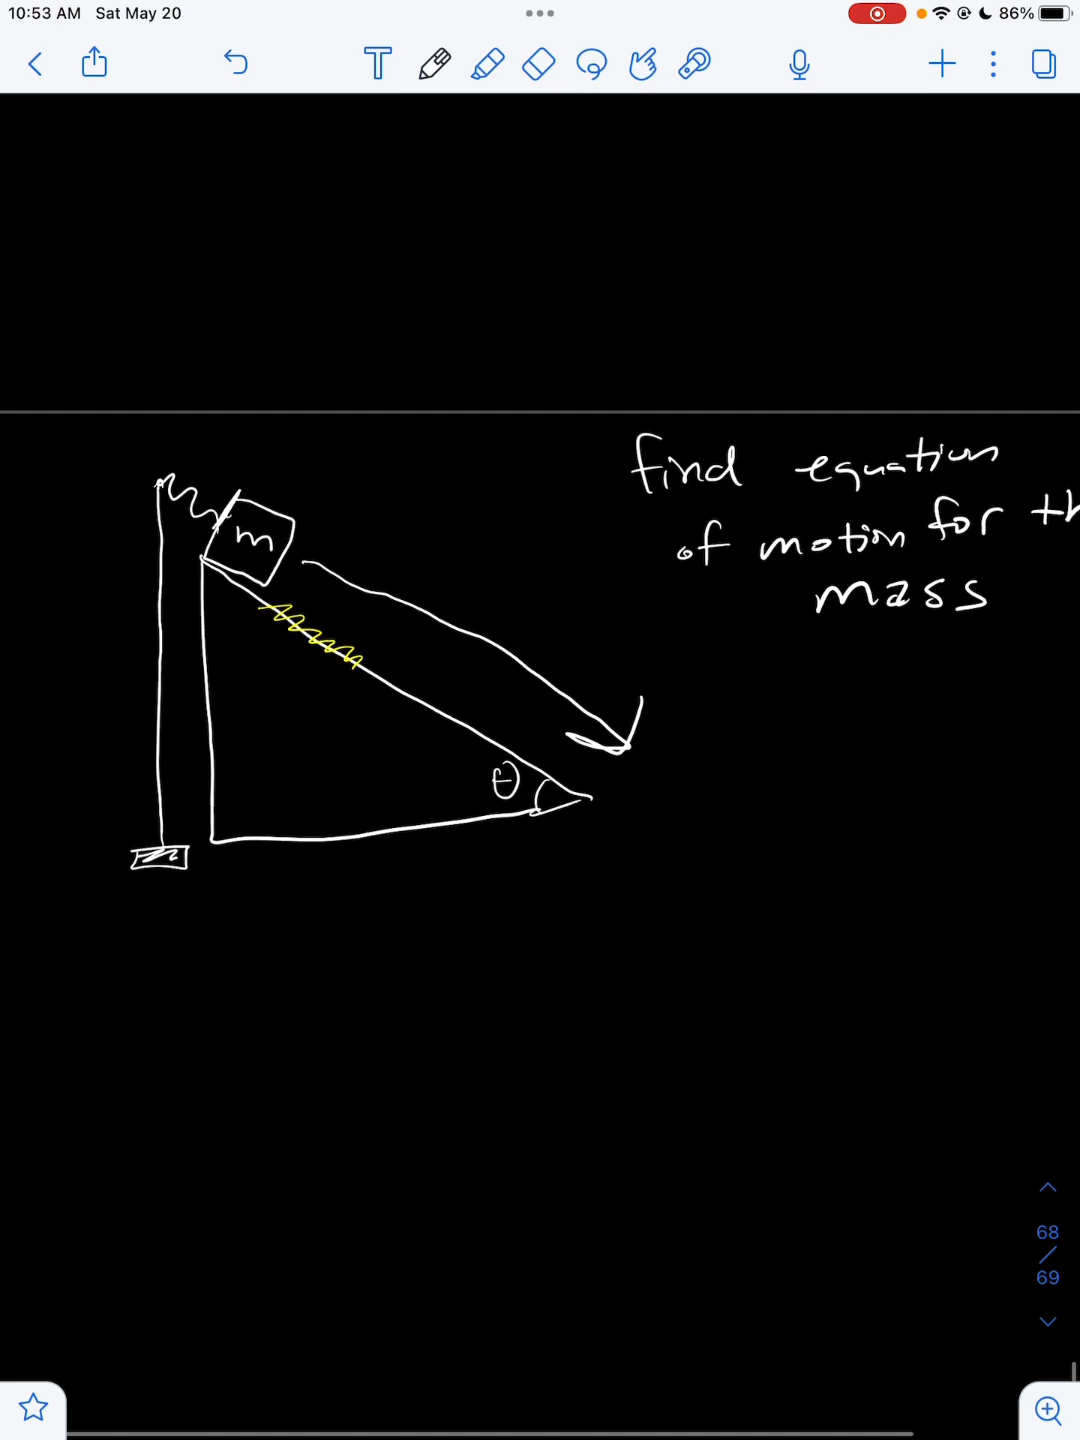 10:53 AM Sat May 20
86%
T
find equation
of motion for th
mass
m
θ
68
/
69